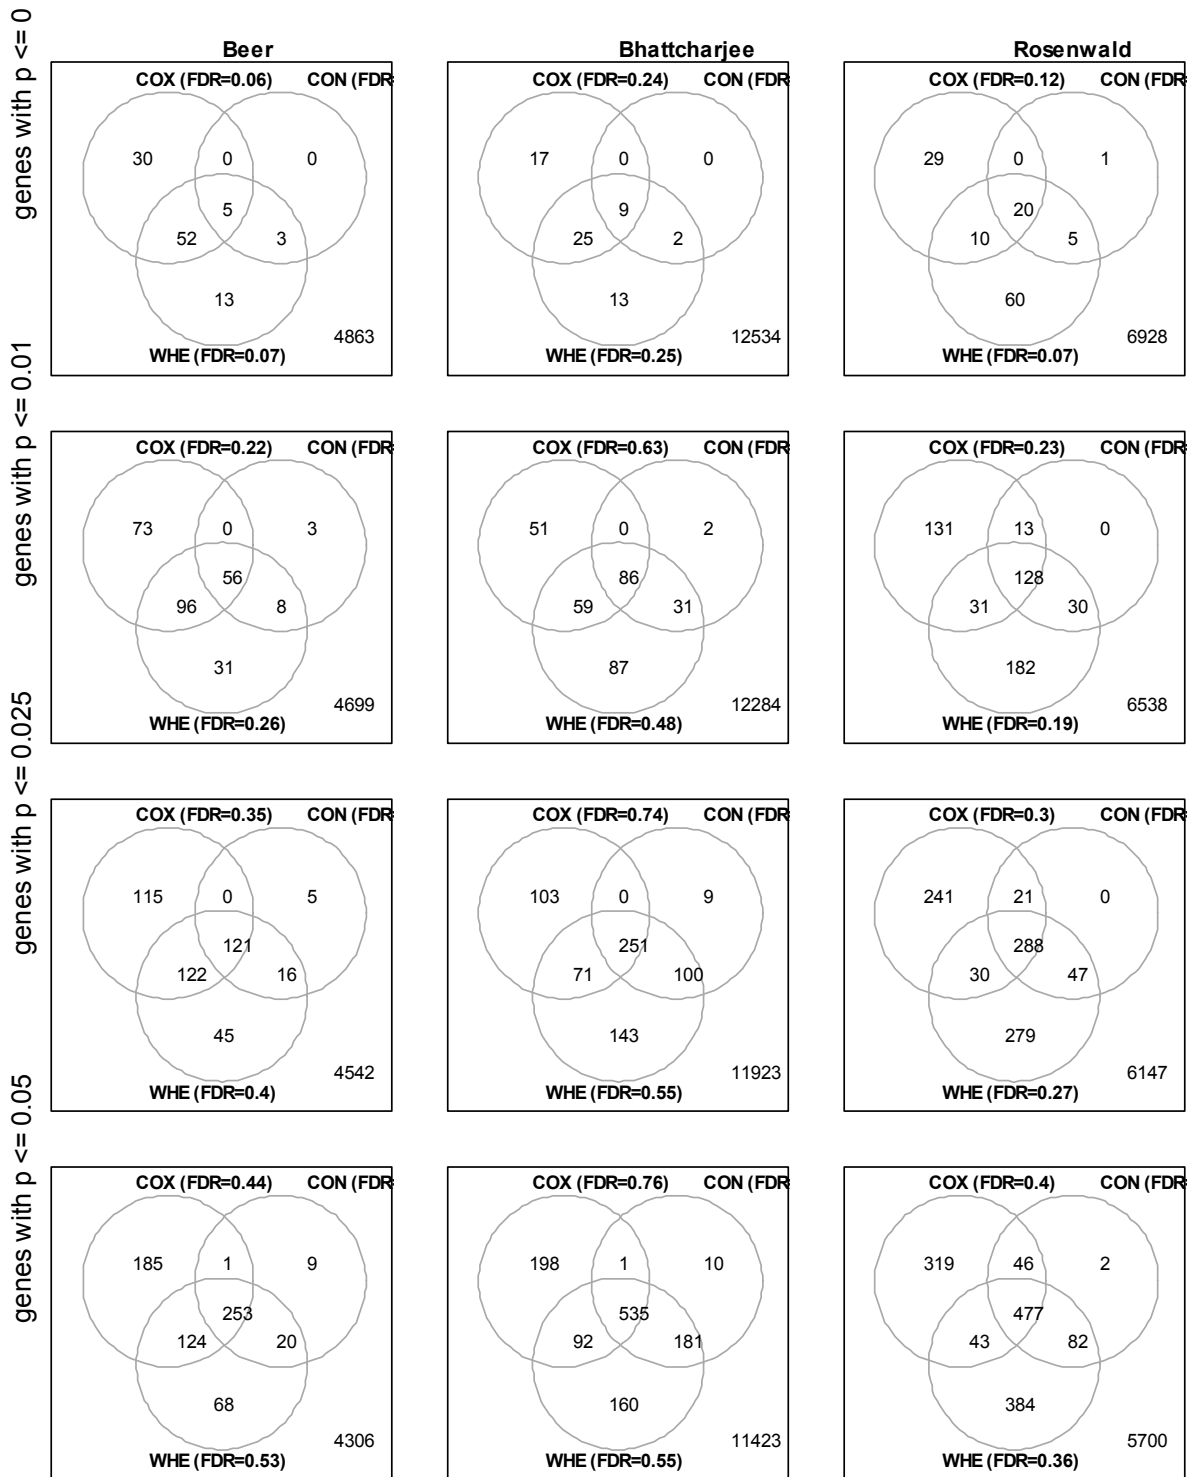 Beer Bhattcharjee Rosenwald
genes with p <= 0
COX (FDR=0.06) CON (FDR=
30 0 0
5
52 3
13
4863
WHE (FDR=0.07)
COX (FDR=0.24) CON (FDR=
17 0 0
9
25 2
13
12534
WHE (FDR=0.25)
COX (FDR=0.12) CON (FDR=
29 0 1
20
10 5
60
6928
WHE (FDR=0.07)
genes with p <= 0.01
COX (FDR=0.22) CON (FDR=
73 0 3
56
96 8
31
4699
WHE (FDR=0.26)
COX (FDR=0.63) CON (FDR=
51 0 2
86
59 31
87
12284
WHE (FDR=0.48)
COX (FDR=0.23) CON (FDR=
131 13 0
128
31 30
182
6538
WHE (FDR=0.19)
genes with p <= 0.025
COX (FDR=0.35) CON (FDR=
115 0 5
121
122 16
45
4542
WHE (FDR=0.4)
COX (FDR=0.74) CON (FDR=
103 0 9
251
71 100
143
11923
WHE (FDR=0.55)
COX (FDR=0.3) CON (FDR=
241 21 0
288
30 47
279
6147
WHE (FDR=0.27)
genes with p <= 0.05
COX (FDR=0.44) CON (FDR=
185 1 9
253
124 20
68
4306
WHE (FDR=0.53)
COX (FDR=0.76) CON (FDR=
198 1 10
535
92 181
160
11423
WHE (FDR=0.55)
COX (FDR=0.4) CON (FDR=
319 46 2
477
43 82
384
5700
WHE (FDR=0.36)